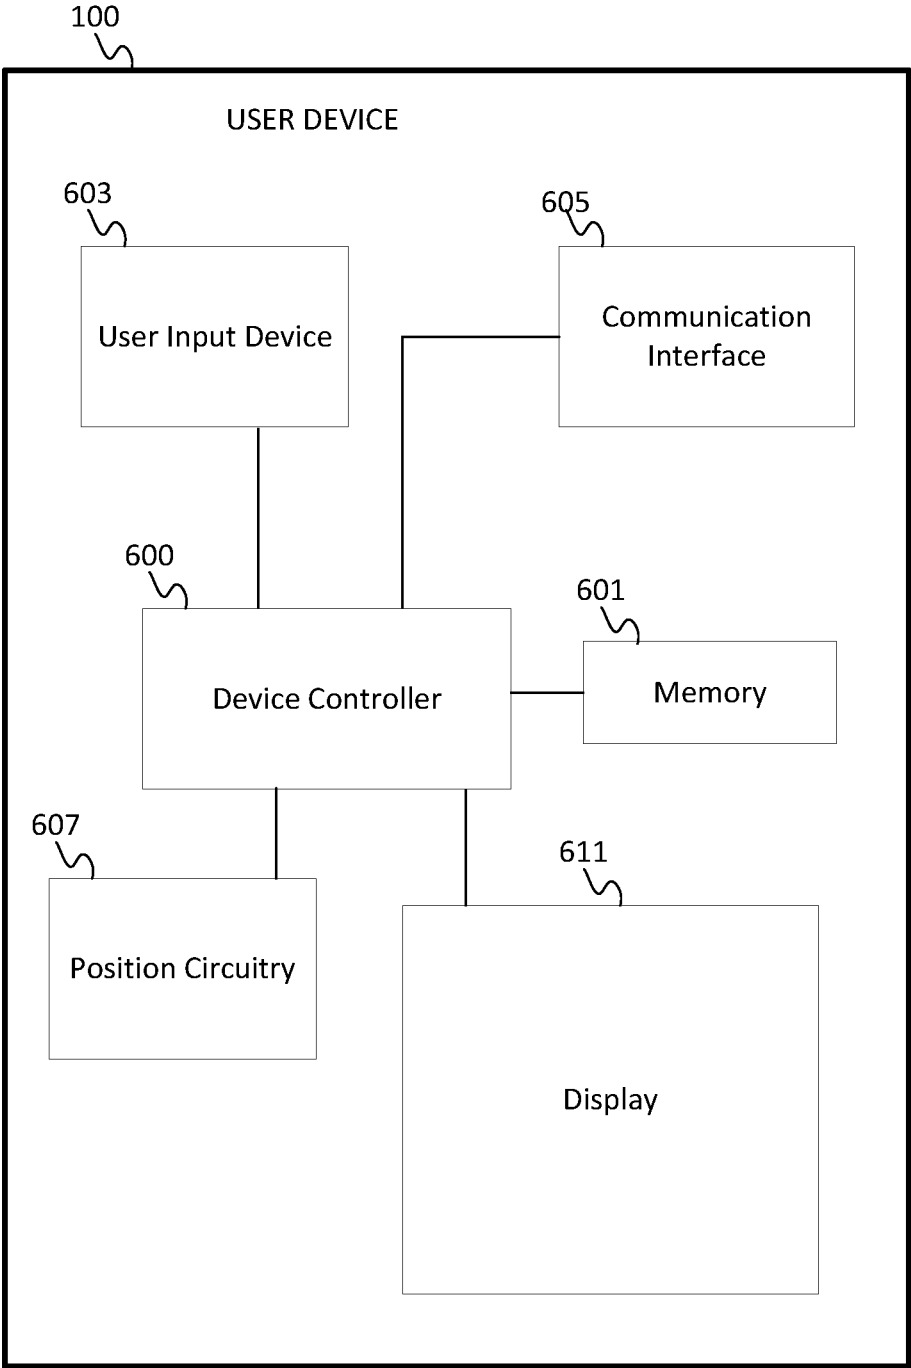 100
USER DEVICE
603
User Input Device
605
Communication
Interface
600
Device Controller
601
Memory
607
Position Circuitry
611
Display